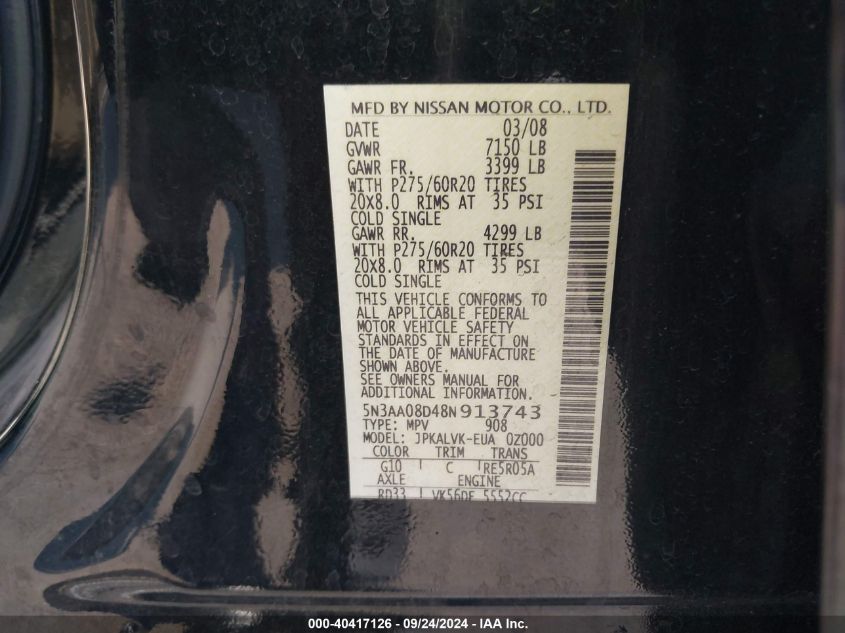 MFD BY NISSAN MOTOR CO., LTD.
DATE 03/08
GVWR 7150 LB
GAWR FR. 3399 LB
WITH P275/60R20 TIRES
20X8.0 RIMS AT 35 PSI
COLD SINGLE
GAWR RR. 4299 LB
WITH P275/60R20 TIRES
20X8.0 RIMS AT 35 PSI
COLD SINGLE
THIS VEHICLE CONFORMS TO
ALL APPLICABLE FEDERAL
MOTOR VEHICLE SAFETY
STANDARDS IN EFFECT ON
THE DATE OF MANUFACTURE
SHOWN ABOVE.
SEE OWNERS MANUAL FOR
ADDITIONAL INFORMATION.
5N3AA08D48N913743
TYPE: MPV 908
MODEL: JPKALVK-EUA 0Z000
COLOR TRIM TRANS
G10 C RE5R05A
AXLE ENGINE
RD33 VK56DE 5552CC
000-40417126 - 09/24/2024 - IAA Inc.